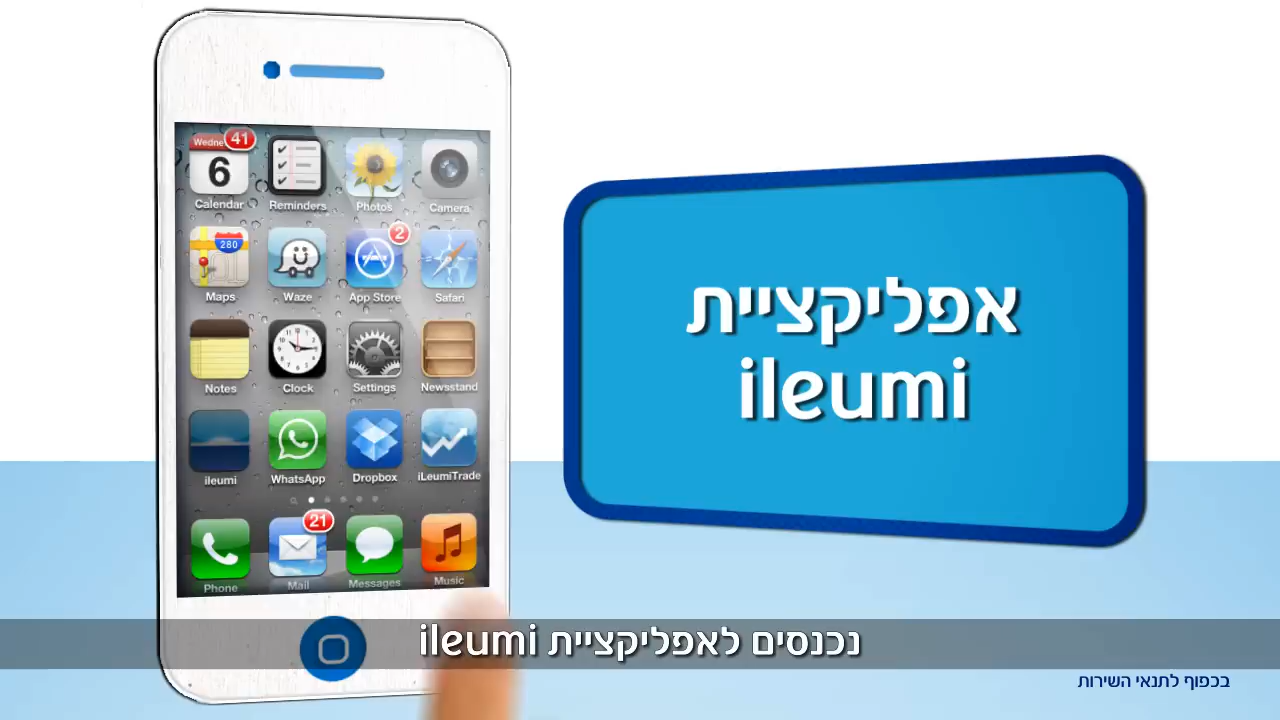 Wedne 41
6
Calendar Reminders Photos Camera
280 2
Maps Waze App Store Safari
Notes Clock Settings Newsstand
ileumi WhatsApp Dropbox iLeumiTrade
21
Phone Mail Messages Music
אפליקציית
ileumi
נכנסים לאפליקציית ileumi
בכפוף לתנאי השירות